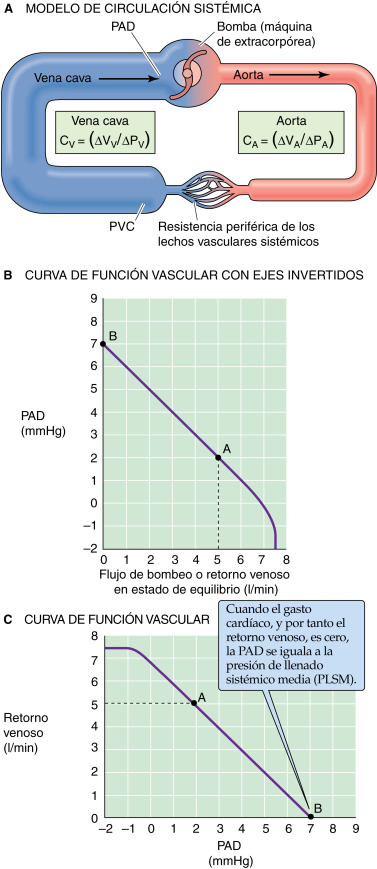 A MODELO DE CIRCULACIÓN SISTÉMICA
PAD
Bomba (máquina
de extracorpórea)
Vena cava
Aorta
Vena cava
Cᵥ = (ΔVᵥ/ΔPᵥ)
Aorta
C_A = (ΔV_A/ΔP_A)
PVC
Resistencia periférica de los
lechos vasculares sistémicos
B CURVA DE FUNCIÓN VASCULAR CON EJES INVERTIDOS
9
8
7
6
5
4
3
2
1
0
–1
–2
B
A
PAD
(mmHg)
0 1 2 3 4 5 6 7 8
Flujo de bombeo o retorno venoso
en estado de equilibrio (l/min)
C CURVA DE FUNCIÓN VASCULAR
Cuando el gasto
cardíaco, y por tanto el
retorno venoso, es cero,
la PAD se iguala a la
presión de llenado
sistémico media (PLSM).
8
7
6
5
4
3
2
1
0
A
B
Retorno
venoso
(l/min)
–2 –1 0 1 2 3 4 5 6 7 8 9
PAD
(mmHg)